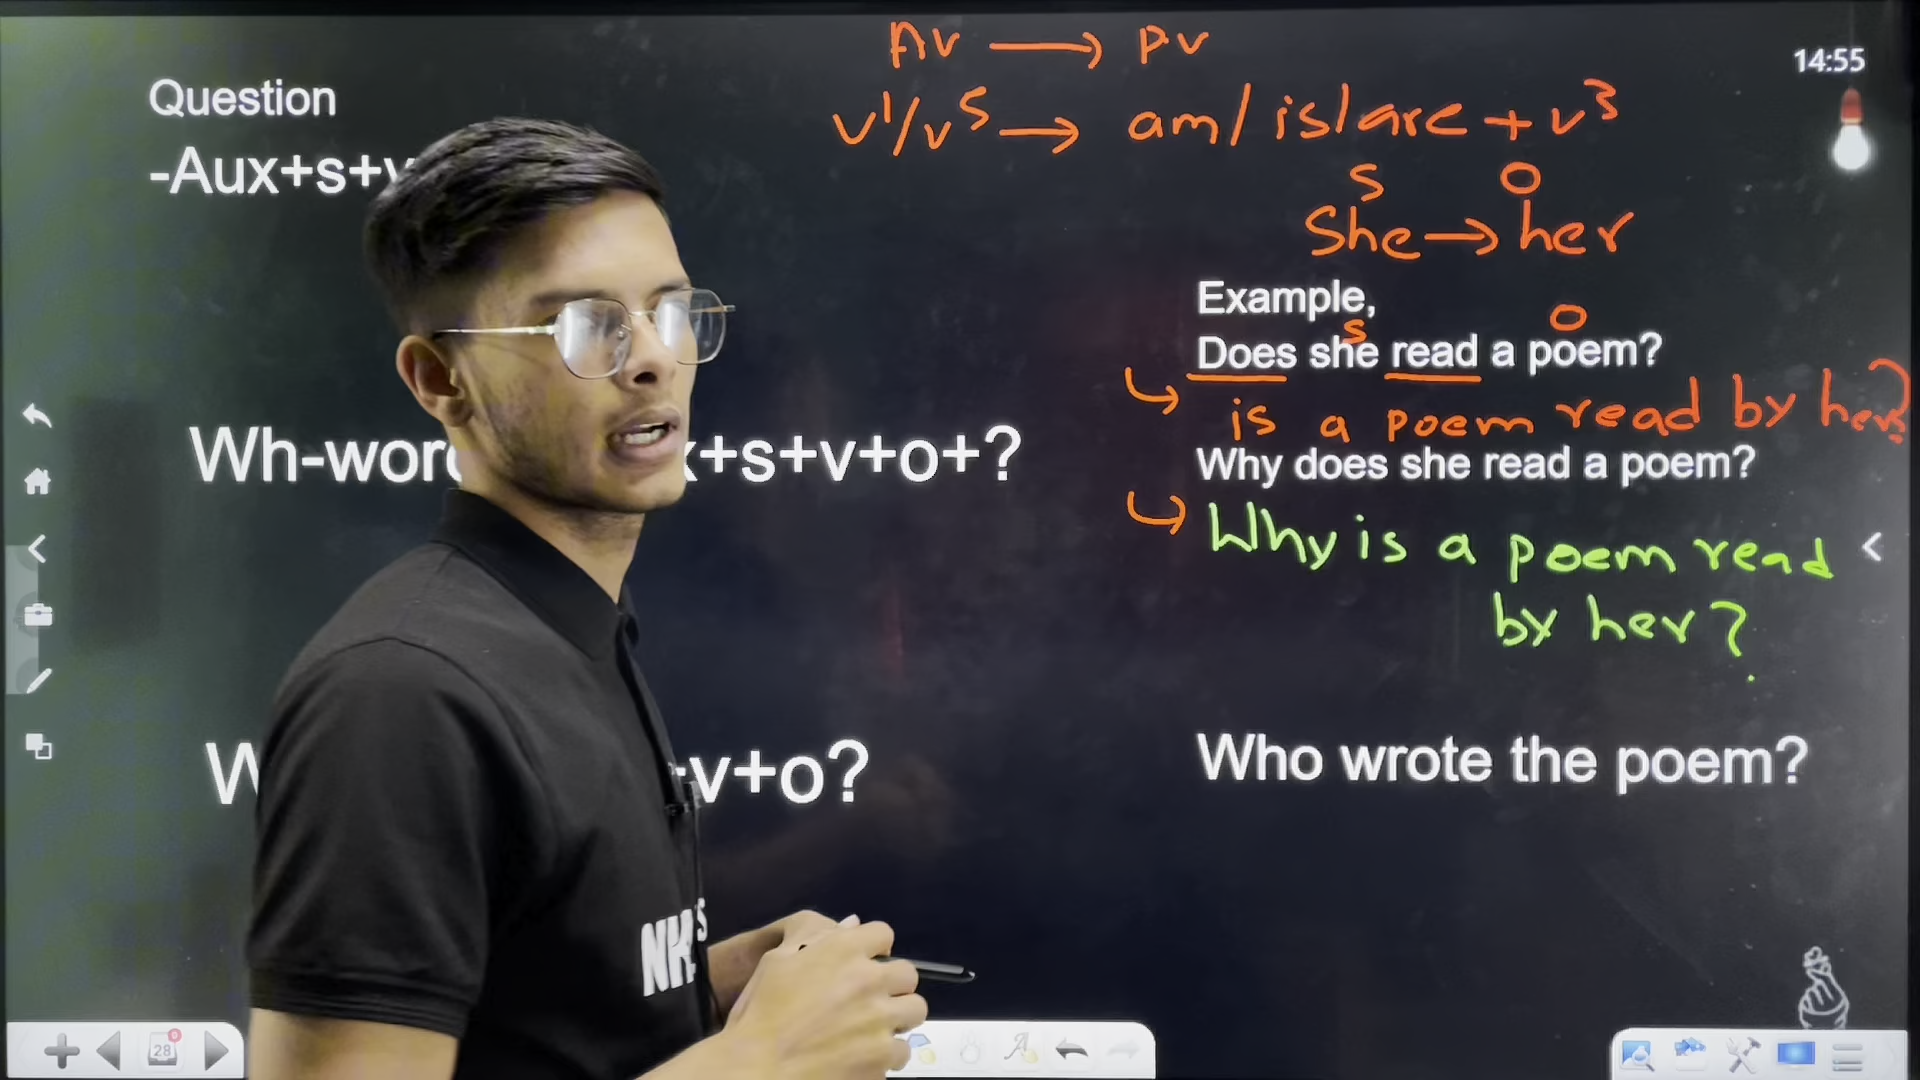 AV → PV
14:55
Question
V1/V5 → am/is/are + V3
-Aux+s+v
S O
She → her
Example,
S O
Does she read a poem?
↳ is a poem read by her?
Wh-word x+s+v+o+?
Why does she read a poem?
↳ Why is a poem read
by her?
W +v+o?
Who wrote the poem?
28